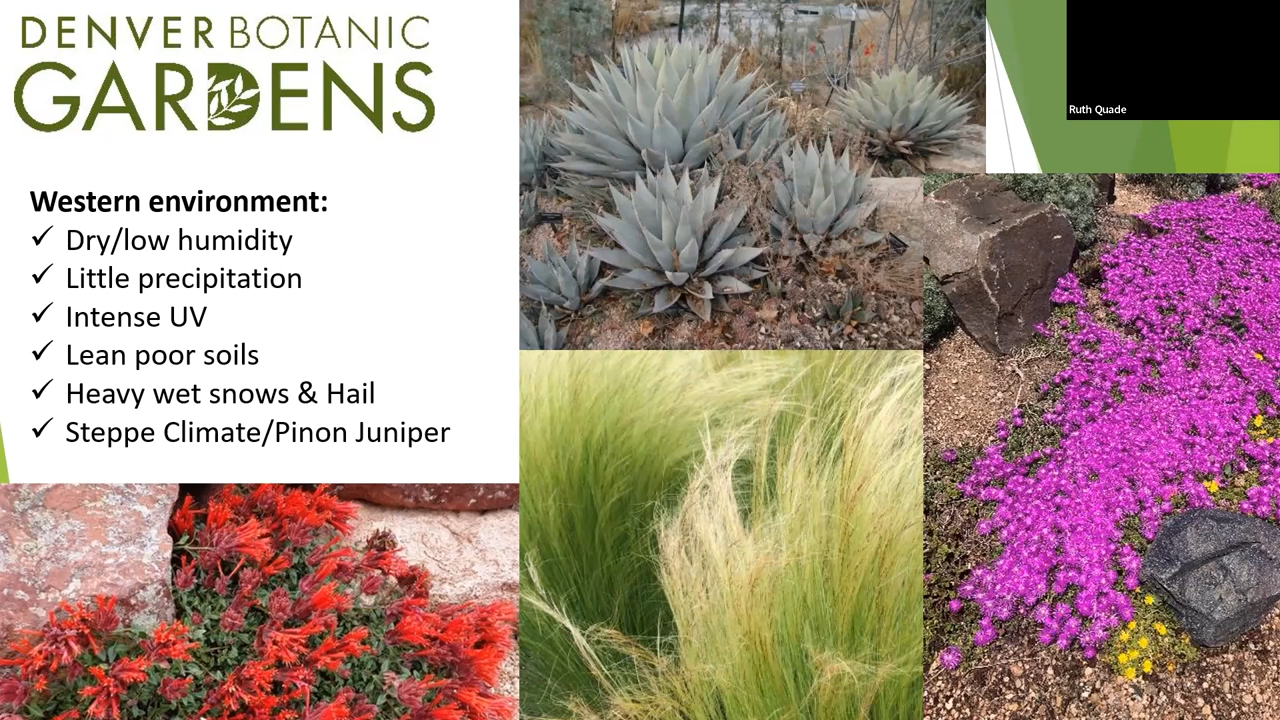 DENVER BOTANIC
GARDENS
Ruth Quade
Western environment:
✓ Dry/low humidity
✓ Little precipitation
✓ Intense UV
✓ Lean poor soils
✓ Heavy wet snows & Hail
✓ Steppe Climate/Pinon Juniper